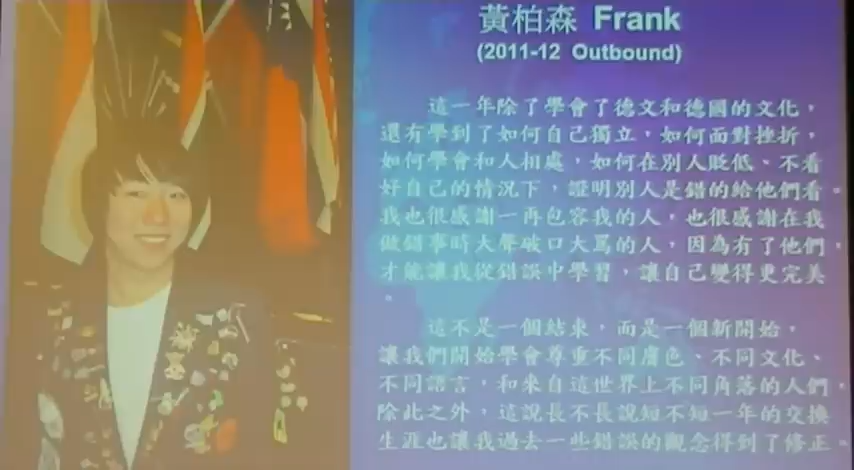 黃柏森 Frank
(2011-12 Outbound)
這一年除了學會了德文和德國的文化，
還有學到了如何自己獨立，如何面對挫折，
如何學會和人相處，如何在別人貶低、不看
好自己的情況下，證明別人是錯的給他們看。
我也很感謝一再包容我的人，也很感謝在我
做錯事時大聲破口大罵的人，因為有了他們，
才能讓我從錯誤中學習，讓自己變得更完美
。
這不是一個結束，而是一個新開始，
讓我們開始學會尊重不同膚色、不同文化、
不同語言，和來自這世界上不同角落的人們，
除此之外，這說長不長說短不短一年的交換
生涯也讓我過去一些錯誤的觀念得到了修正。